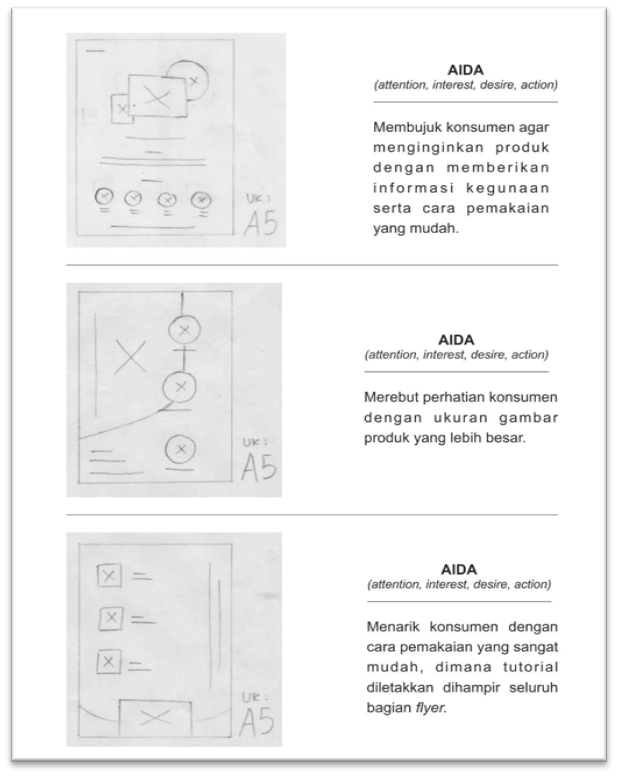 UK:
A5
AIDA
(attention, interest, desire, action)
Membujuk konsumen agar
menginginkan produk
dengan memberikan
informasi kegunaan
serta cara pemakaian
yang mudah.
UK:
A5
AIDA
(attention, interest, desire, action)
Merebut perhatian konsumen
dengan ukuran gambar
produk yang lebih besar.
UK:
A5
AIDA
(attention, interest, desire, action)
Menarik konsumen dengan
cara pemakaian yang sangat
mudah, dimana tutorial
diletakkan dihampir seluruh
bagian flyer.